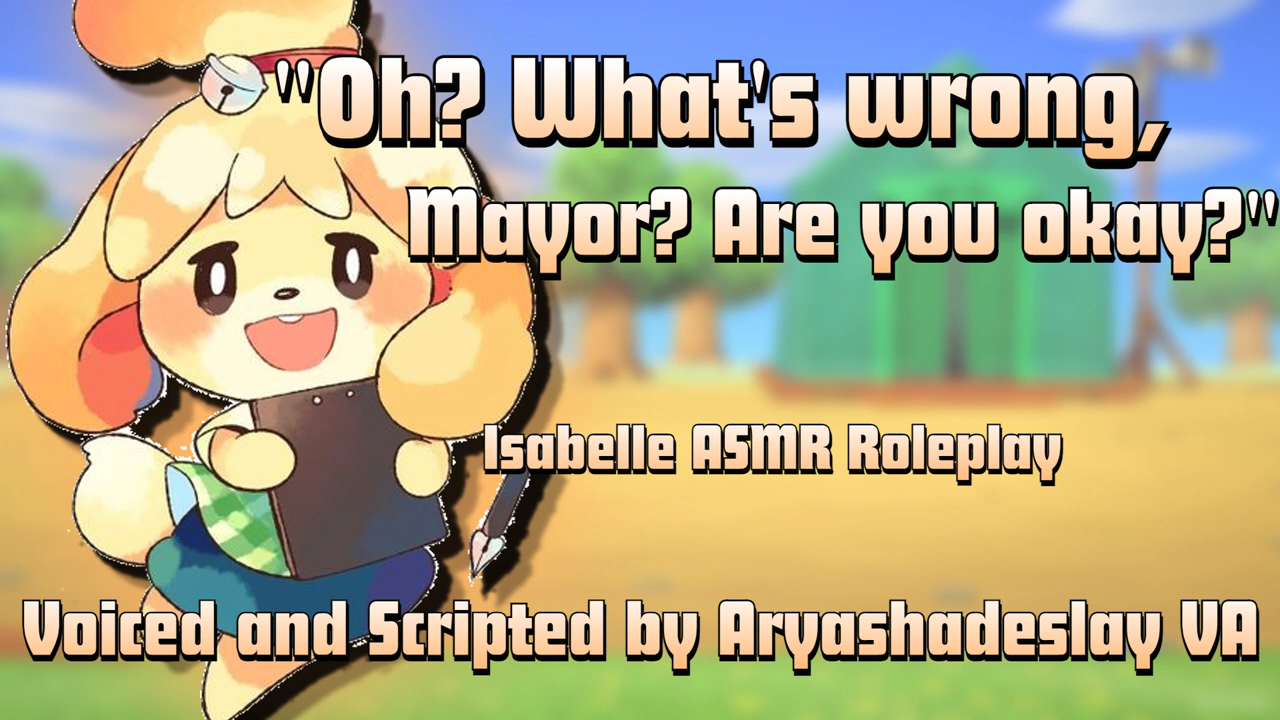 "Oh? What's wrong,
Mayor? Are you okay?"
Isabelle ASMR Roleplay
Voiced and Scripted by Aryashadeslay VA